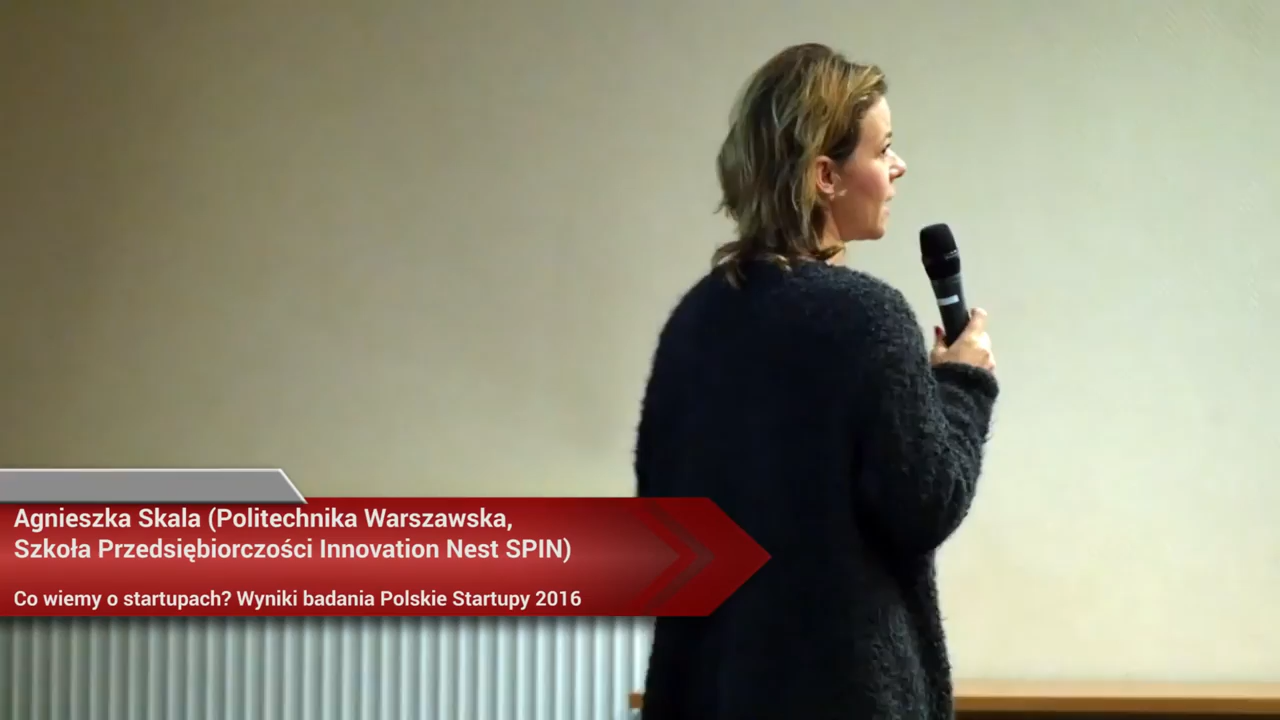 Agnieszka Skala (Politechnika Warszawska,
Szkoła Przedsiębiorczości Innovation Nest SPIN)
Co wiemy o startupach? Wyniki badania Polskie Startupy 2016